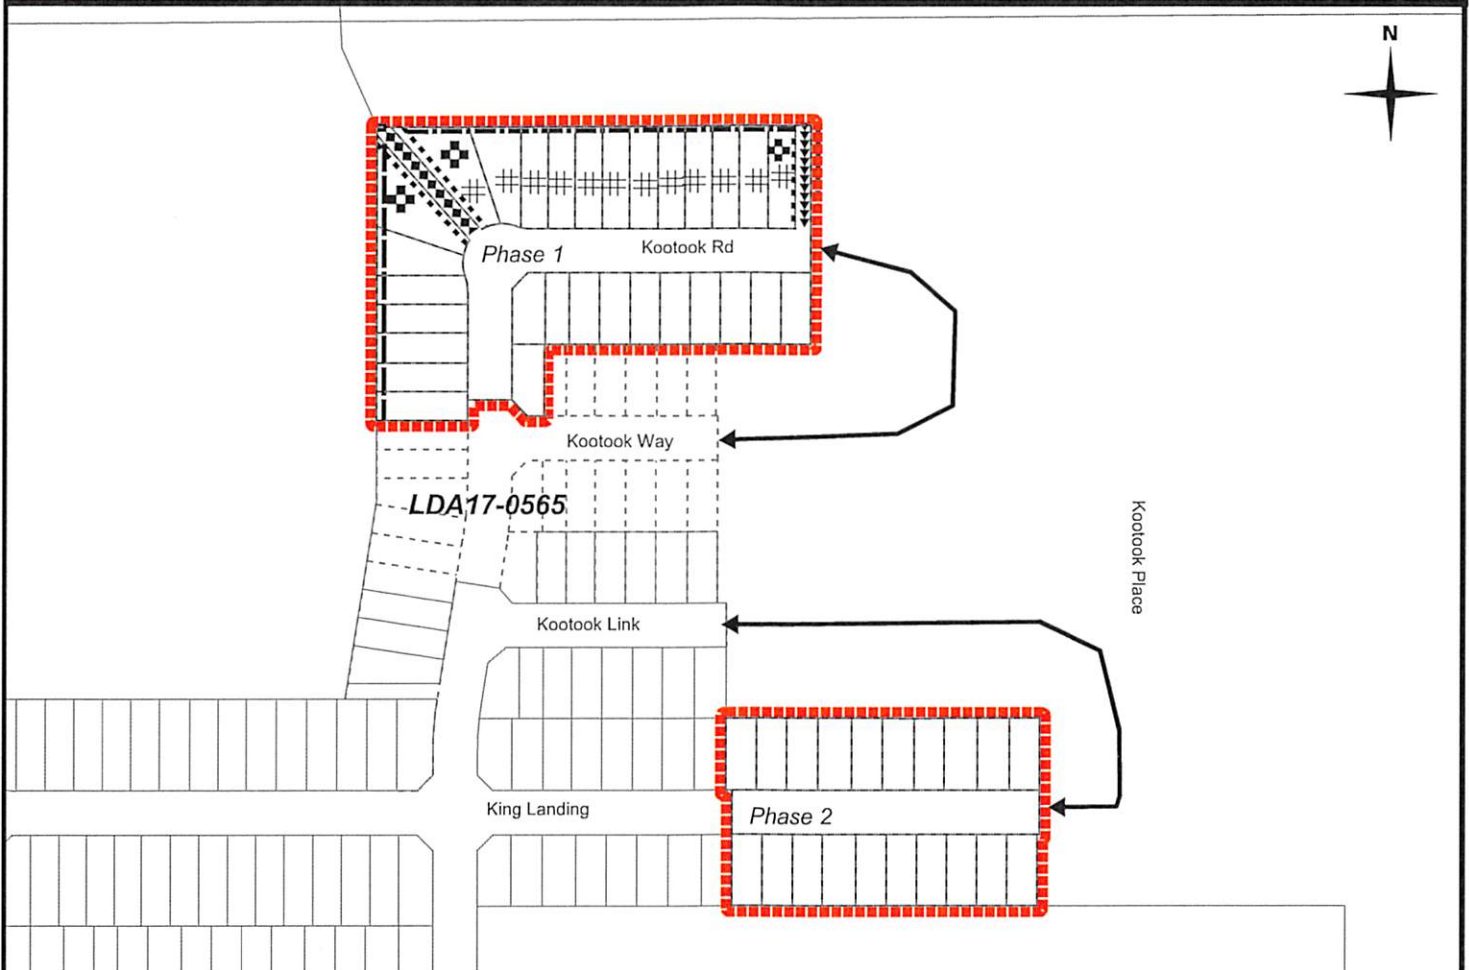 N
Phase 1
Kootook Rd
Kootook Way
LDA17-0565
Kootook Place
Kootook Link
King Landing
Phase 2